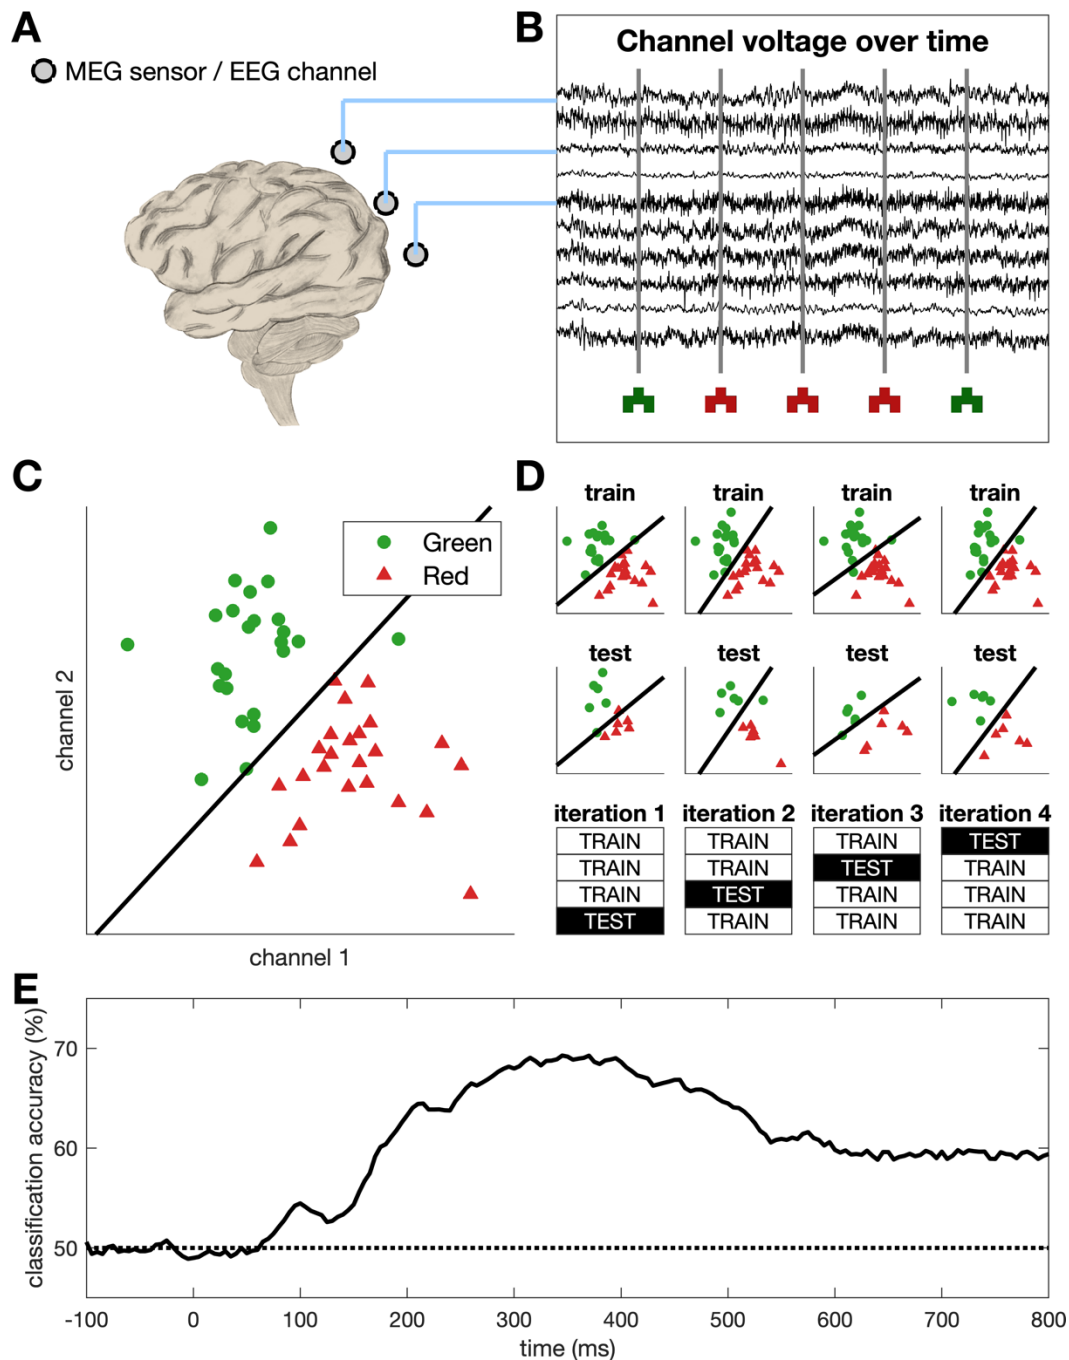 A
MEG sensor / EEG channel
B
Channel voltage over time
C
Green
Red
channel 2
channel 1
D
train train train train
test test test test
iteration 1 iteration 2 iteration 3 iteration 4
TRAIN TRAIN TRAIN TEST
TRAIN TRAIN TEST TRAIN
TRAIN TEST TRAIN TRAIN
TEST TRAIN TRAIN TRAIN
E
classification accuracy (%)
70
60
50
-100 0 100 200 300 400 500 600 700 800
time (ms)